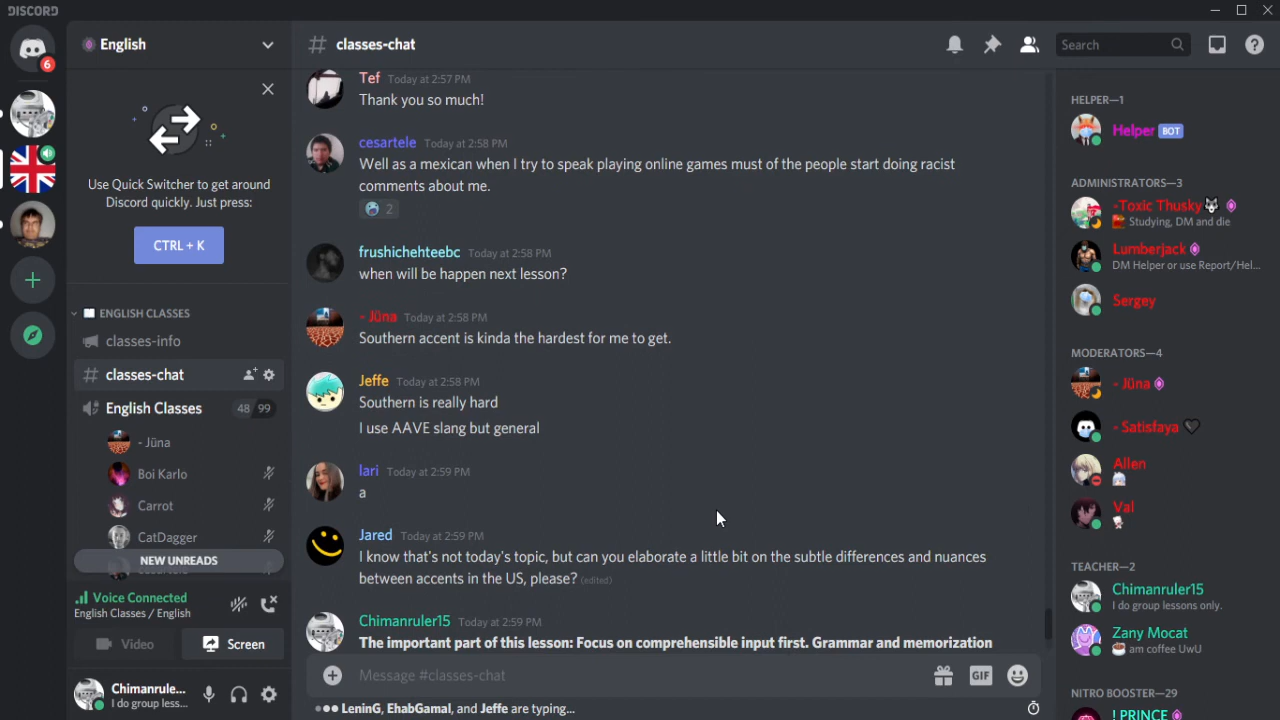 DISCORD
6
English
Use Quick Switcher to get around
Discord quickly. Just press:
CTRL + K
ENGLISH CLASSES
classes-info
classes-chat
English Classes 48 99
- Jüna
Boi Karlo
Carrot
CatDagger
NEW UNREADS
Voice Connected
English Classes / English
Video Screen
Chimanrule...
I do group less...
# classes-chat
Search
Tef Today at 2:57 PM
Thank you so much!
cesartele Today at 2:58 PM
Well as a mexican when I try to speak playing online games must of the people start doing racist
comments about me.
2
frushichehteebc Today at 2:58 PM
when will be happen next lesson?
- Jüna Today at 2:58 PM
Southern accent is kinda the hardest for me to get.
Jeffe Today at 2:58 PM
Southern is really hard
I use AAVE slang but general
lari Today at 2:59 PM
a
Jared Today at 2:59 PM
I know that's not today's topic, but can you elaborate a little bit on the subtle differences and nuances
between accents in the US, please? (edited)
Chimanruler15 Today at 2:59 PM
The important part of this lesson: Focus on comprehensible input first. Grammar and memorization
Message #classes-chat
GIF
LeninG, EhabGamal, and Jeffe are typing...
HELPER—1
Helper BOT
ADMINISTRATORS—3
-Toxic Thusky
Studying, DM and die
Lumberjack
DM Helper or use Report/Hel...
Sergey
MODERATORS—4
- Jüna
- Satisfaya
Allen
Val
TEACHER—2
Chimanruler15
I do group lessons only.
Zany Mocat
am coffee UwU
NITRO BOOSTER—29
! PRINCE